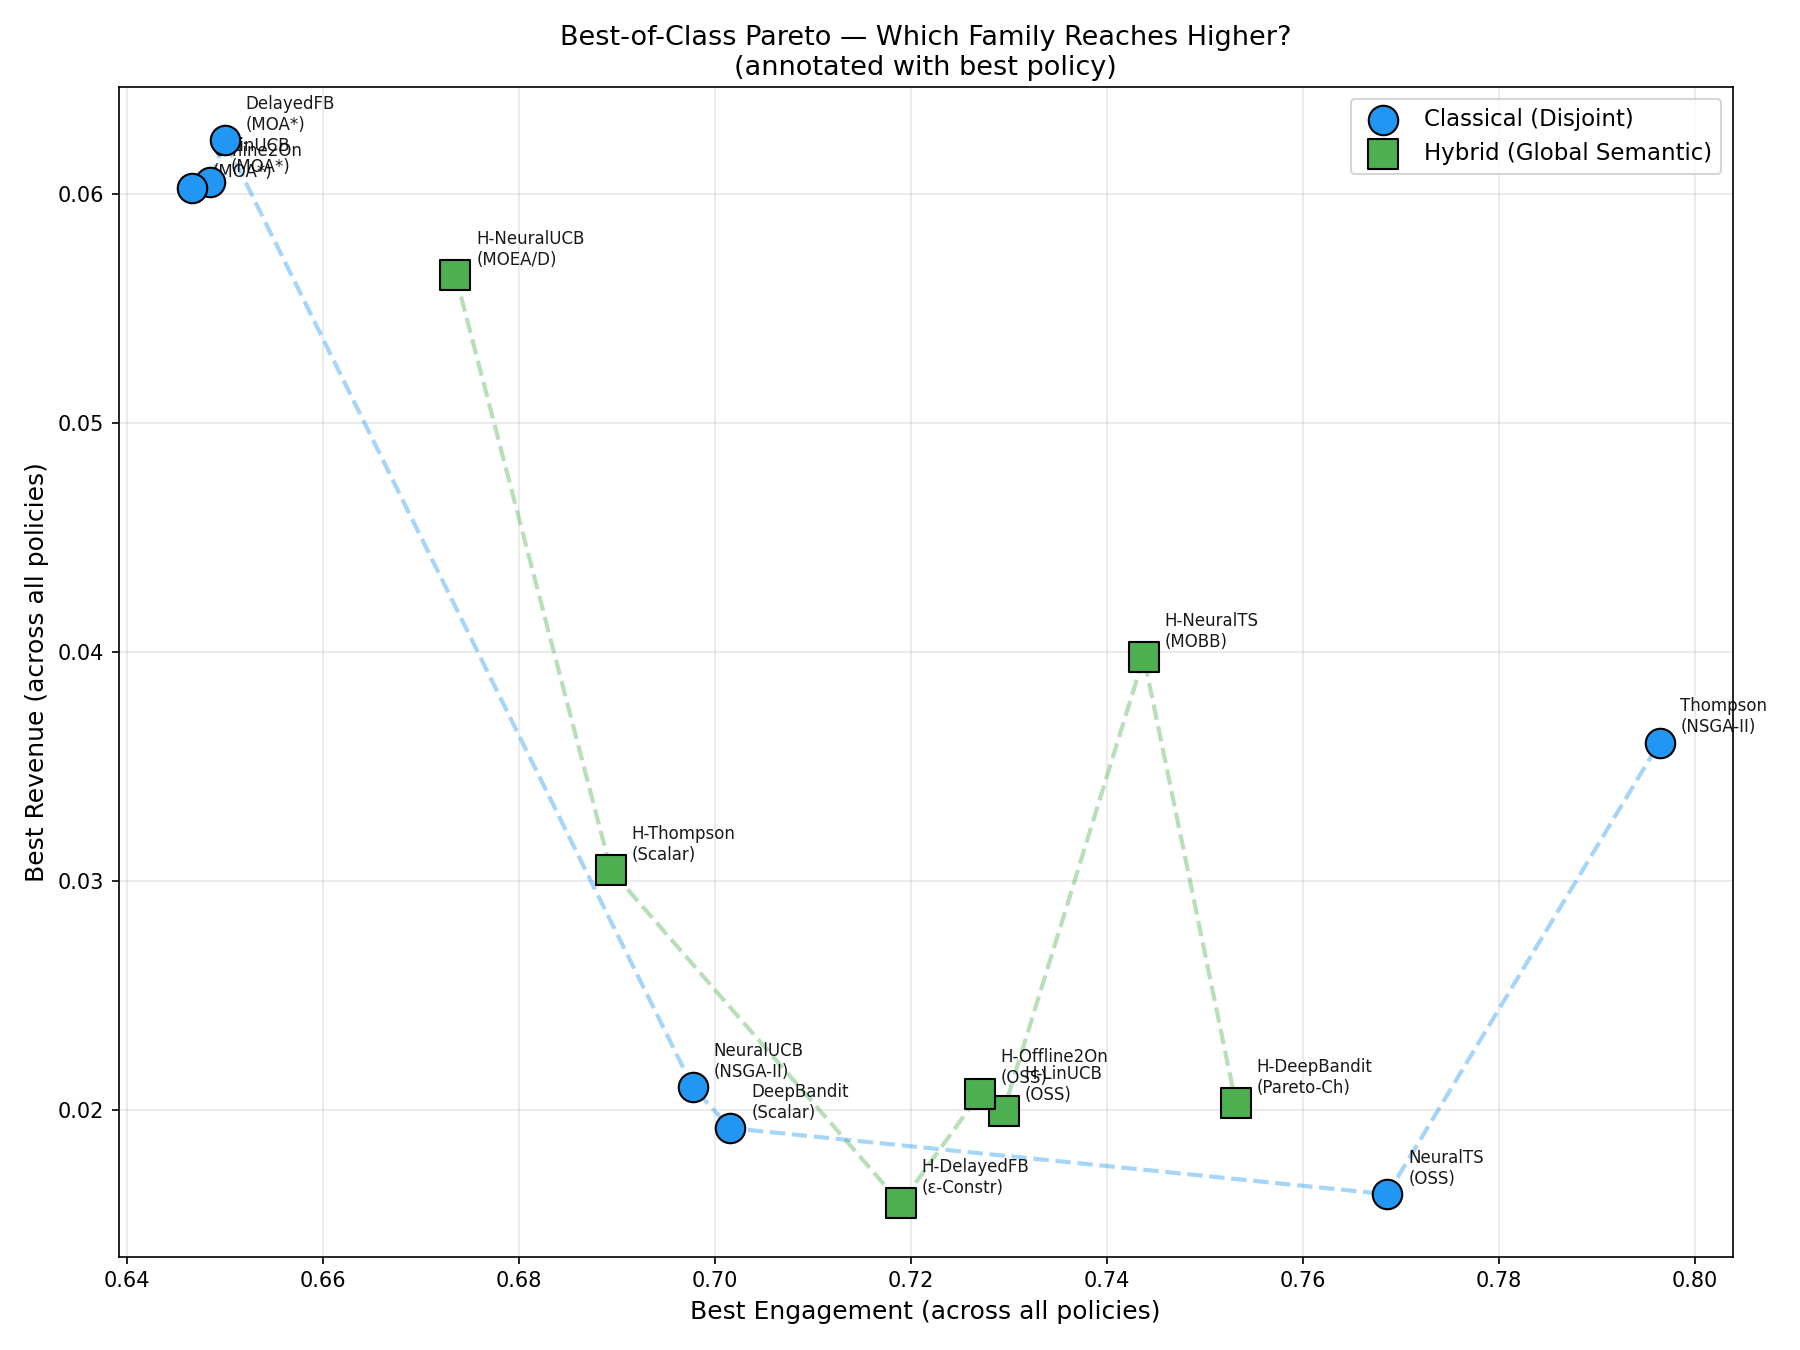 Best-of-Class Pareto — Which Family Reaches Higher?
(annotated with best policy)
Classical (Disjoint)
Hybrid (Global Semantic)
DelayedFB
(MOA*)
(MOA*)
(MOA*)
H-NeuralUCB
(MOEA/D)
H-NeuralTS
(MOBB)
Thompson
(NSGA-II)
H-Thompson
(Scalar)
NeuralUCB
(NSGA-II)
DeepBandit
(Scalar)
H-Offline2On
(OSS)
H-LinUCB
(OSS)
H-DeepBandit
(Pareto-Ch)
H-DelayedFB
(ε-Constr)
NeuralTS
(OSS)
0.06
0.05
0.04
0.03
0.02
Best Revenue (across all policies)
0.64
0.66
0.68
0.70
0.72
0.74
0.76
0.78
0.80
Best Engagement (across all policies)